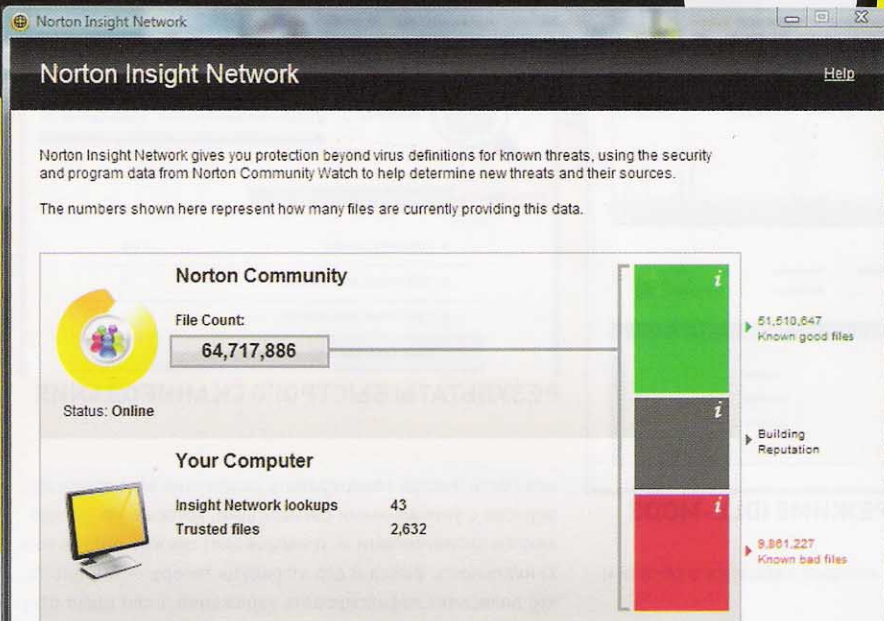 Norton Insight Network
Norton Insight Network
Help
Norton Insight Network gives you protection beyond virus definitions for known threats, using the security
and program data from Norton Community Watch to help determine new threats and their sources.
The numbers shown here represent how many files are currently providing this data.
Norton Community
File Count:
64,717,886
Status: Online
i
51,510,647
Known good files
i
Building
Reputation
Your Computer
Insight Network lookups 43
Trusted files 2,632
i
9,861,227
Known bad files
РЕЗУЛЬТАТЫ БЫСТРОГО СКАНИРОВАНИЯ